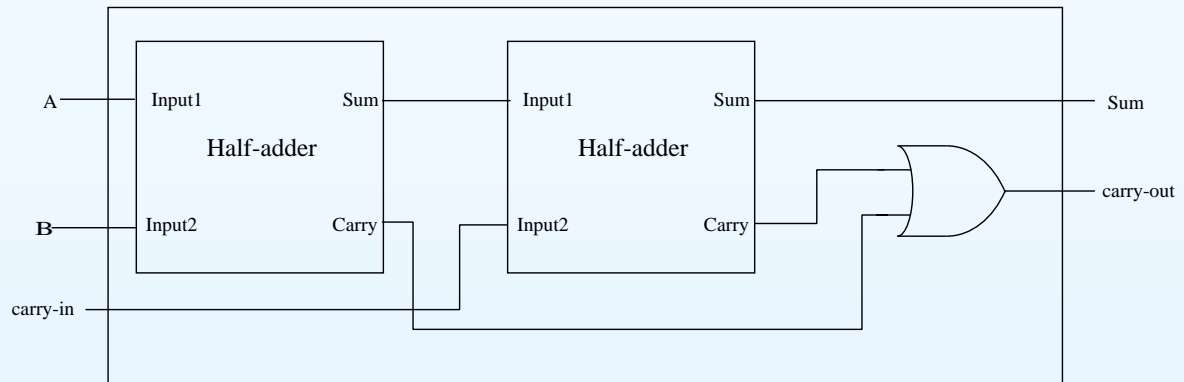 A
Input1
Sum
Input1
Sum
Sum
Half-adder
Half-adder
carry-out
B
Input2
Carry
Input2
Carry
carry-in